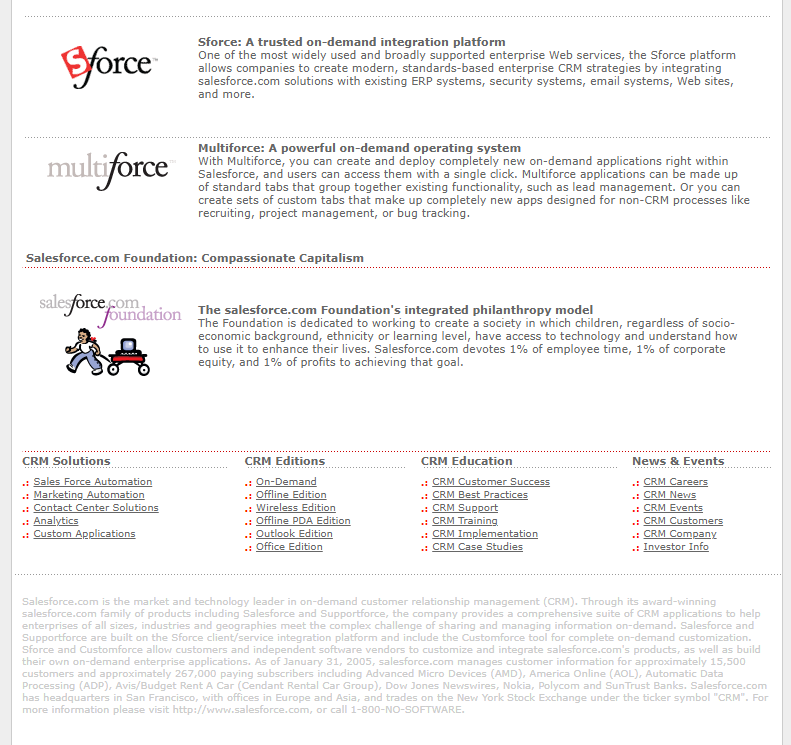 Sforce™
Sforce: A trusted on-demand integration platform
One of the most widely used and broadly supported enterprise Web services, the Sforce platform
allows companies to create modern, standards-based enterprise CRM strategies by integrating
salesforce.com solutions with existing ERP systems, security systems, email systems, Web sites,
and more.
multiforce™
Multiforce: A powerful on-demand operating system
With Multiforce, you can create and deploy completely new on-demand applications right within
Salesforce, and users can access them with a single click. Multiforce applications can be made up
of standard tabs that group together existing functionality, such as lead management. Or you can
create sets of custom tabs that make up completely new apps designed for non-CRM processes like
recruiting, project management, or bug tracking.
Salesforce.com Foundation: Compassionate Capitalism
salesforce.com
foundation
The salesforce.com Foundation's integrated philanthropy model
The Foundation is dedicated to working to create a society in which children, regardless of socio-
economic background, ethnicity or learning level, have access to technology and understand how
to use it to enhance their lives. Salesforce.com devotes 1% of employee time, 1% of corporate
equity, and 1% of profits to achieving that goal.
CRM Solutions
.: Sales Force Automation
.: Marketing Automation
.: Contact Center Solutions
.: Analytics
.: Custom Applications
CRM Editions
.: On-Demand
.: Offline Edition
.: Wireless Edition
.: Offline PDA Edition
.: Outlook Edition
.: Office Edition
CRM Education
.: CRM Customer Success
.: CRM Best Practices
.: CRM Support
.: CRM Training
.: CRM Implementation
.: CRM Case Studies
News & Events
.: CRM Careers
.: CRM News
.: CRM Events
.: CRM Customers
.: CRM Company
.: Investor Info
Salesforce.com is the market and technology leader in on-demand customer relationship management (CRM). Through its award-winning
salesforce.com family of products including Salesforce and Supportforce, the company provides a comprehensive suite of CRM applications to help
enterprises of all sizes, industries and geographies meet the complex challenge of sharing and managing information on-demand. Salesforce and
Supportforce are built on the Sforce client/service integration platform and include the Customforce tool for complete on-demand customization.
Sforce and Customforce allow customers and independent software vendors to customize and integrate salesforce.com's products, as well as build
their own on-demand enterprise applications. As of January 31, 2005, salesforce.com manages customer information for approximately 15,500
customers and approximately 267,000 paying subscribers including Advanced Micro Devices (AMD), America Online (AOL), Automatic Data
Processing (ADP), Avis/Budget Rent A Car (Cendant Rental Car Group), Dow Jones Newswires, Nokia, Polycom and SunTrust Banks. Salesforce.com
has headquarters in San Francisco, with offices in Europe and Asia, and trades on the New York Stock Exchange under the ticker symbol "CRM". For
more information please visit http://www.salesforce.com, or call 1-800-NO-SOFTWARE.